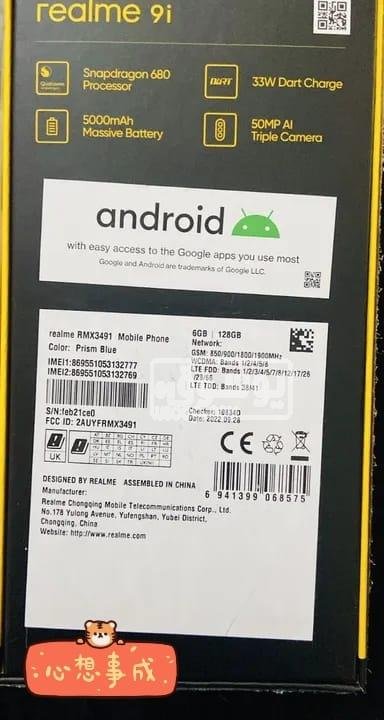 realme 9i
Snapdragon 680
Processor
DART
33W Dart Charge
5000mAh
Massive Battery
50MP AI
Triple Camera
android
with easy access to the Google apps you use most
Google and Android are trademarks of Google LLC.
realme RMX3491 Mobile Phone
Color: Prism Blue
IMEI1:869551053132777
IMEI2:869551053132769
S/N:feb21ce0
FCC ID: 2AUYFRMX3491
6GB | 128GB
Network:
GSM: 850/900/1800/1900MHz
WCDMA: Bands 1/2/4/5/8
LTE FDD: Bands 1/2/3/4/5/7/8/12/17/26
/28/66
LTE TDD: Bands 38/41
Checker: 10834D
Date: 2022.09.28
UK
CE
DESIGNED BY REALME ASSEMBLED IN CHINA
Manufacturer:
Realme Chongqing Mobile Telecommunications Corp., Ltd.
No.178 Yulong Avenue, Yufengshan, Yubei District,
Chongqing, China
Website: http://www.realme.com
6 941399 068575
心想事成